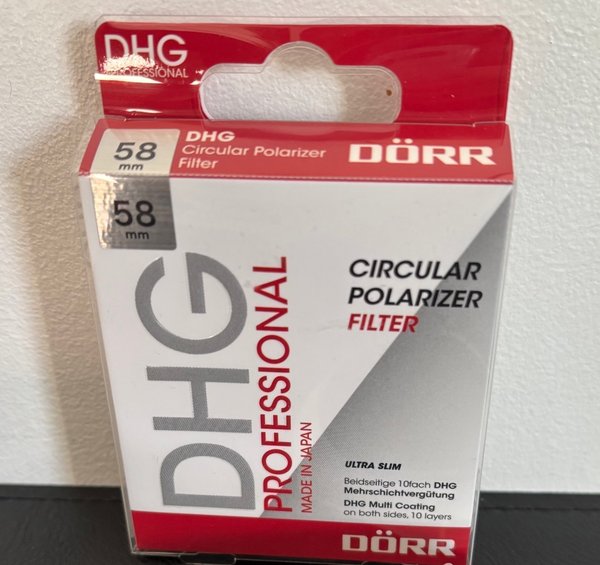 DHG
PROFESSIONAL
58
mm
DHG
Circular Polarizer
Filter
DÖRR
58
mm
DHG
PROFESSIONAL
MADE IN JAPAN
CIRCULAR
POLARIZER
FILTER
ULTRA SLIM
Beidseitige 10fach DHG
Mehrschichtvergütung
DHG Multi Coating
on both sides, 10 layers
DÖRR